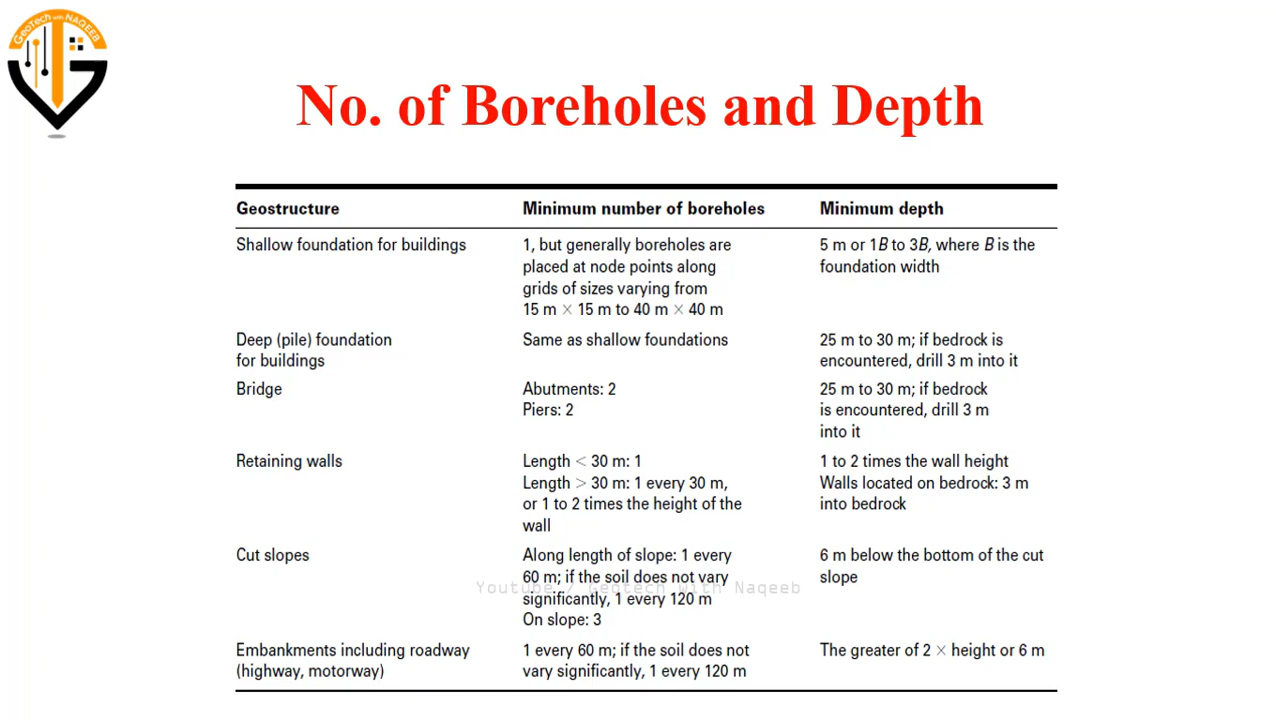 GeoTech with NAQEEB
No. of Boreholes and Depth
Geostructure Minimum number of boreholes Minimum depth
Shallow foundation for buildings 1, but generally boreholes are 5 m or 1B to 3B, where B is the
placed at node points along foundation width
grids of sizes varying from
15 m × 15 m to 40 m × 40 m
Deep (pile) foundation Same as shallow foundations 25 m to 30 m; if bedrock is
for buildings encountered, drill 3 m into it
Bridge Abutments: 2 25 m to 30 m; if bedrock
Piers: 2 is encountered, drill 3 m
into it
Retaining walls Length < 30 m: 1 1 to 2 times the wall height
Length > 30 m: 1 every 30 m, Walls located on bedrock: 3 m
or 1 to 2 times the height of the into bedrock
wall
Cut slopes Along length of slope: 1 every 6 m below the bottom of the cut
60 m; if the soil does not vary slope
Youtube / Geotech with Naqeeb
significantly, 1 every 120 m
On slope: 3
Embankments including roadway 1 every 60 m; if the soil does not The greater of 2 × height or 6 m
(highway, motorway) vary significantly, 1 every 120 m